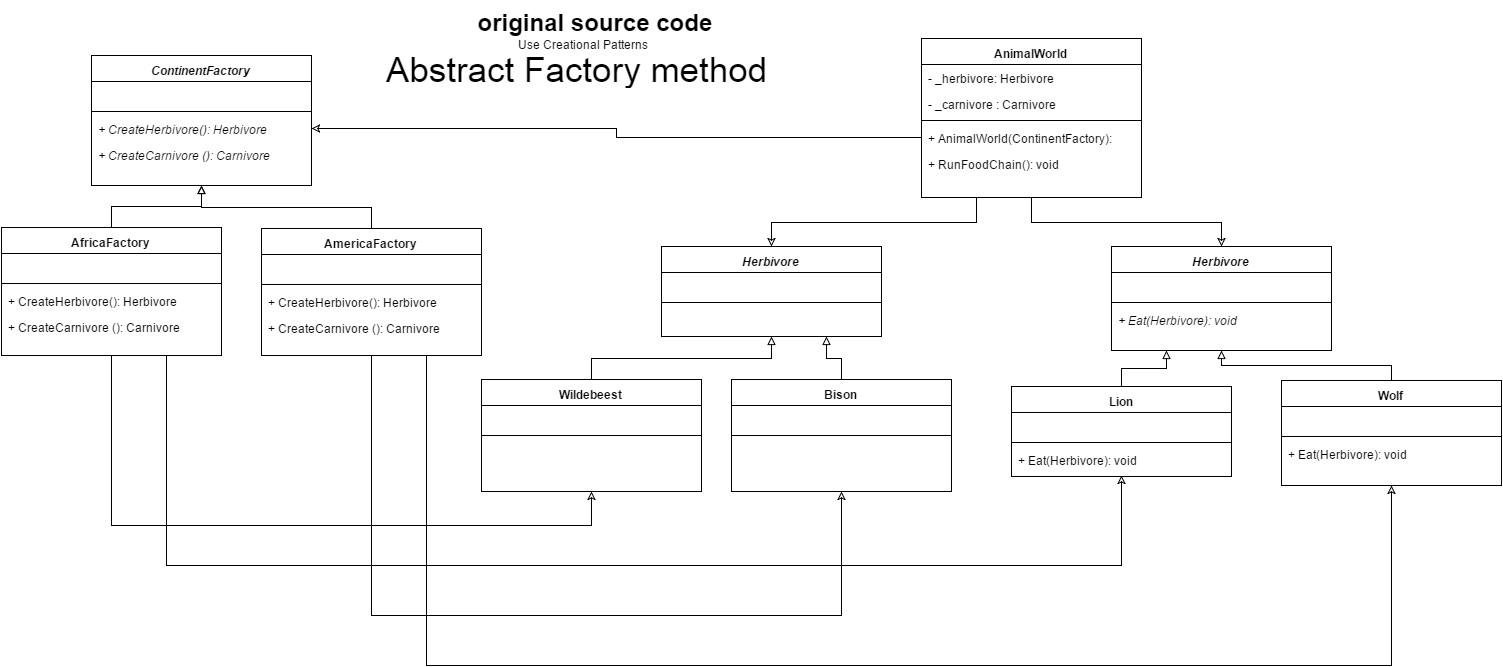 original source code
Use Creational Patterns
Abstract Factory method
ContinentFactory
+ CreateHerbivore(): Herbivore
+ CreateCarnivore (): Carnivore
AnimalWorld
- _herbivore: Herbivore
- _carnivore : Carnivore
+ AnimalWorld(ContinentFactory):
+ RunFoodChain(): void
AfricaFactory
+ CreateHerbivore(): Herbivore
+ CreateCarnivore (): Carnivore
AmericaFactory
+ CreateHerbivore(): Herbivore
+ CreateCarnivore (): Carnivore
Herbivore
Herbivore
+ Eat(Herbivore): void
Wildebeest
Bison
Lion
+ Eat(Herbivore): void
Wolf
+ Eat(Herbivore): void